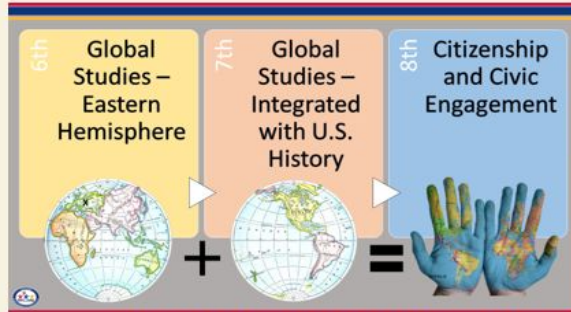 6th
Global
Studies –
Eastern
Hemisphere
7th
Global
Studies –
Integrated
with U.S.
History
8th
Citizenship
and Civic
Engagement
+
=